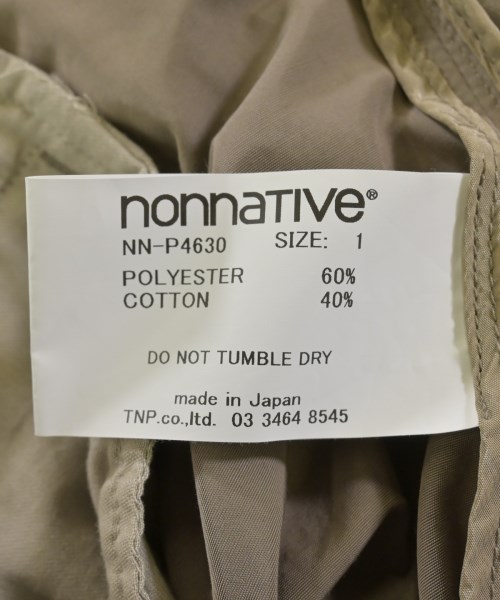 nonnative®
NN-P4630 SIZE: 1
POLYESTER 60%
COTTON 40%
DO NOT TUMBLE DRY
made in Japan
TNP.co.,ltd. 03 3464 8545